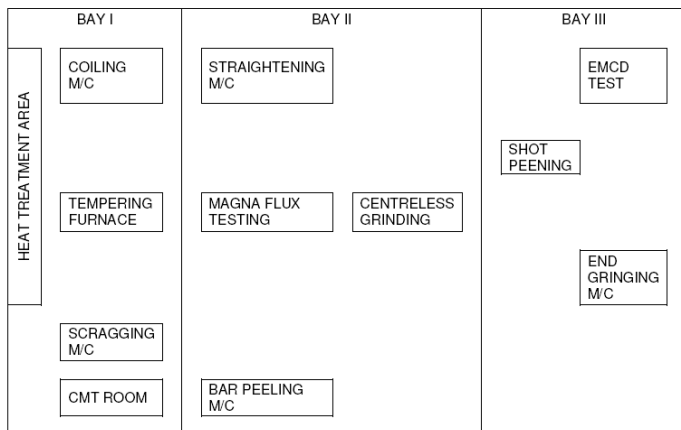 BAY I
BAY II
BAY III
HEAT TREATMENT AREA
COILING
M/C
STRAIGHTENING
M/C
EMCD
TEST
SHOT
PEENING
TEMPERING
FURNACE
MAGNA FLUX
TESTING
CENTRELESS
GRINDING
END
GRINGING
M/C
SCRAGGING
M/C
CMT ROOM
BAR PEELING
M/C